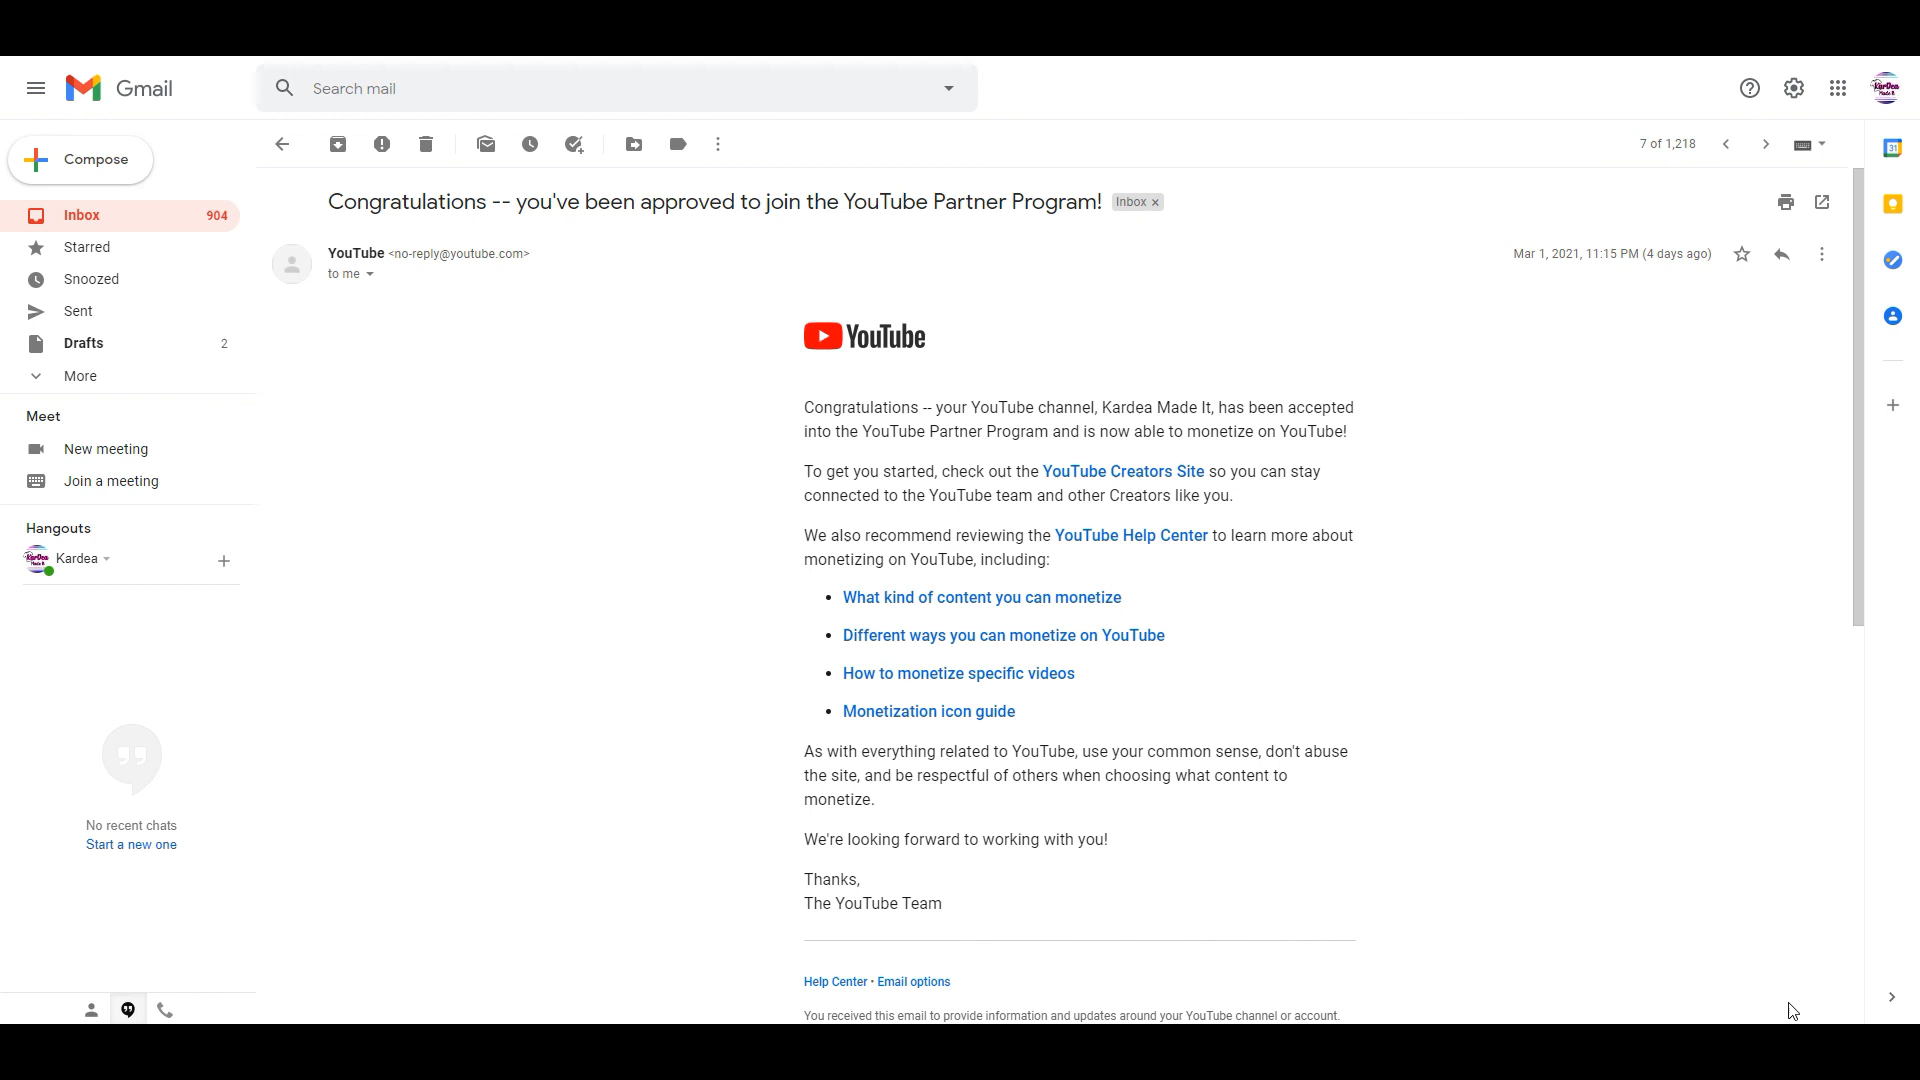 Gmail
Search mail
Compose
7 of 1,218
Inbox 904
Starred
Snoozed
Sent
Drafts 2
More
Meet
New meeting
Join a meeting
Hangouts
Kardea
No recent chats
Start a new one
Congratulations -- you've been approved to join the YouTube Partner Program! Inbox ×
YouTube <no-reply@youtube.com>
Mar 1, 2021, 11:15 PM (4 days ago)
to me
YouTube
Congratulations -- your YouTube channel, Kardea Made It, has been accepted
into the YouTube Partner Program and is now able to monetize on YouTube!
To get you started, check out the YouTube Creators Site so you can stay
connected to the YouTube team and other Creators like you.
We also recommend reviewing the YouTube Help Center to learn more about
monetizing on YouTube, including:
• What kind of content you can monetize
• Different ways you can monetize on YouTube
• How to monetize specific videos
• Monetization icon guide
As with everything related to YouTube, use your common sense, don't abuse
the site, and be respectful of others when choosing what content to
monetize.
We're looking forward to working with you!
Thanks,
The YouTube Team
Help Center • Email options
You received this email to provide information and updates around your YouTube channel or account.
31